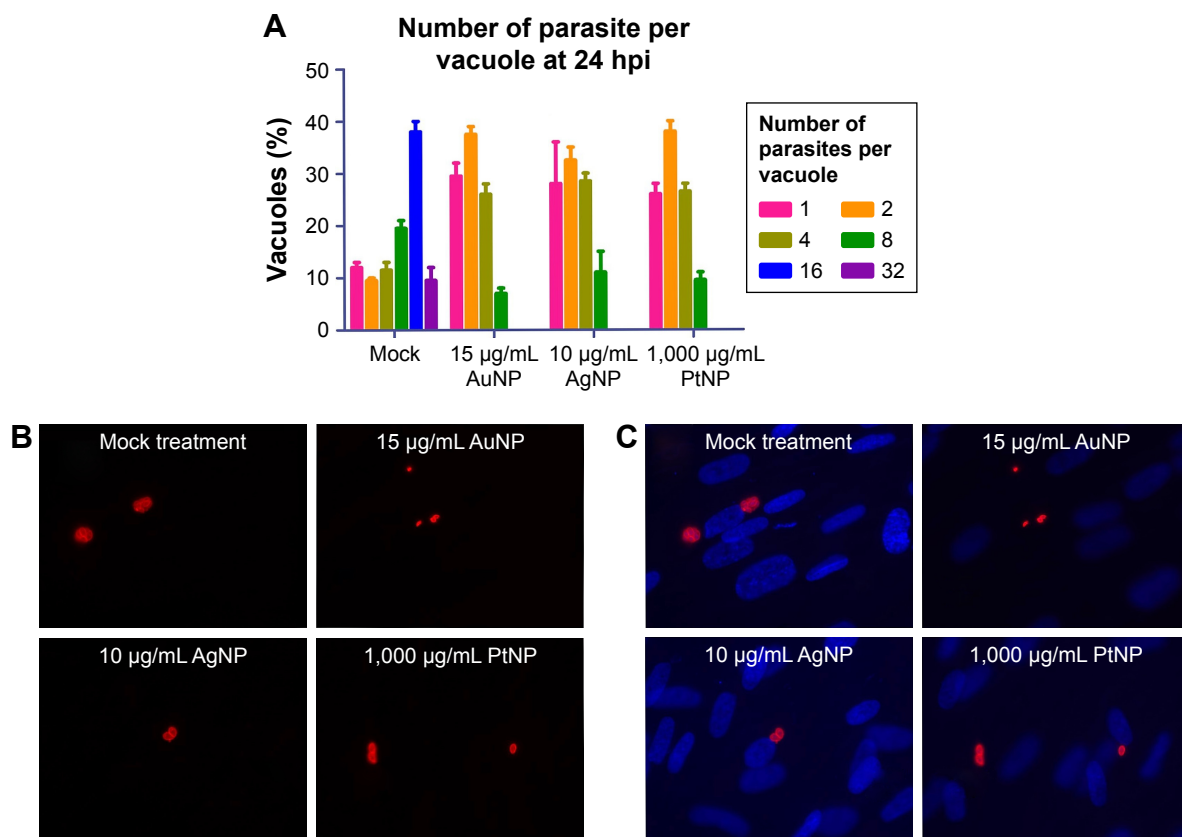 A
Number of parasite per
vacuole at 24 hpi
Vacuoles (%)
50
40
30
20
10
0
Mock
15 µg/mL
AuNP
10 µg/mL
AgNP
1,000 µg/mL
PtNP
Number of
parasites per
vacuole
1 2
4 8
16 32
B
Mock treatment
15 µg/mL AuNP
10 µg/mL AgNP
1,000 µg/mL PtNP
C
Mock treatment
15 µg/mL AuNP
10 µg/mL AgNP
1,000 µg/mL PtNP